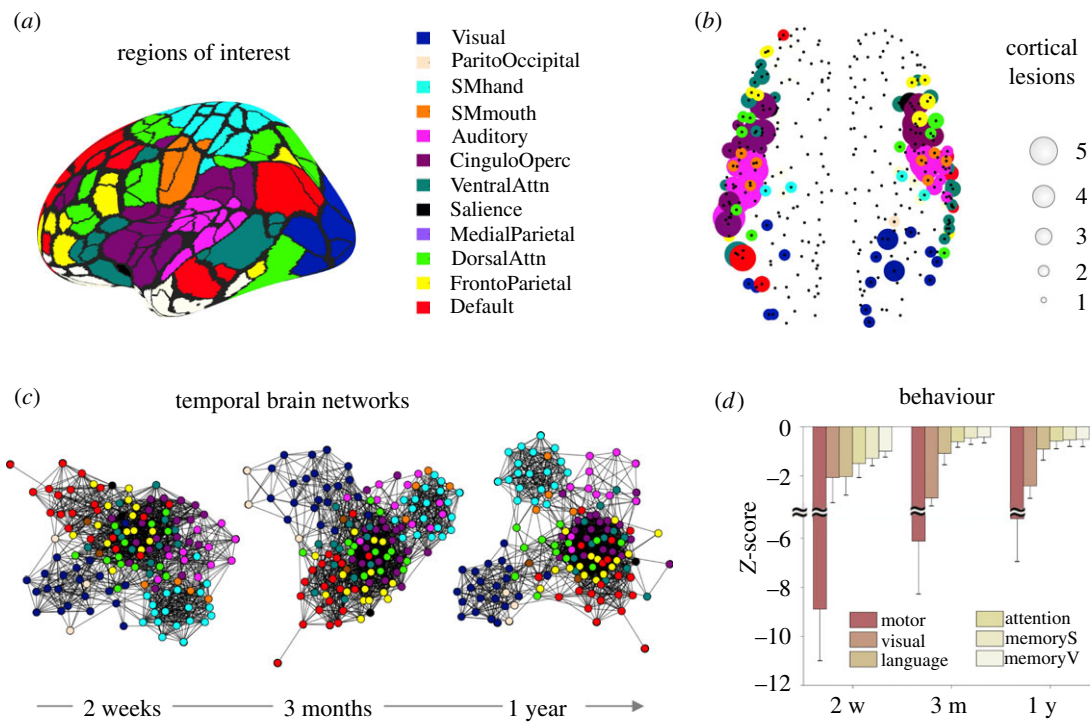 (a)
regions of interest
Visual
ParitoOccipital
SMhand
SMmouth
Auditory
CinguloOperc
VentralAttn
Salience
MedialParietal
DorsalAttn
FrontoParietal
Default
(b)
cortical
lesions
5
4
3
2
1
(c)
temporal brain networks
2 weeks
3 months
1 year
(d)
behaviour
Z-score
0
−2
−4
−6
−8
−10
−12
motor
visual
language
attention
memoryS
memoryV
2 w
3 m
1 y